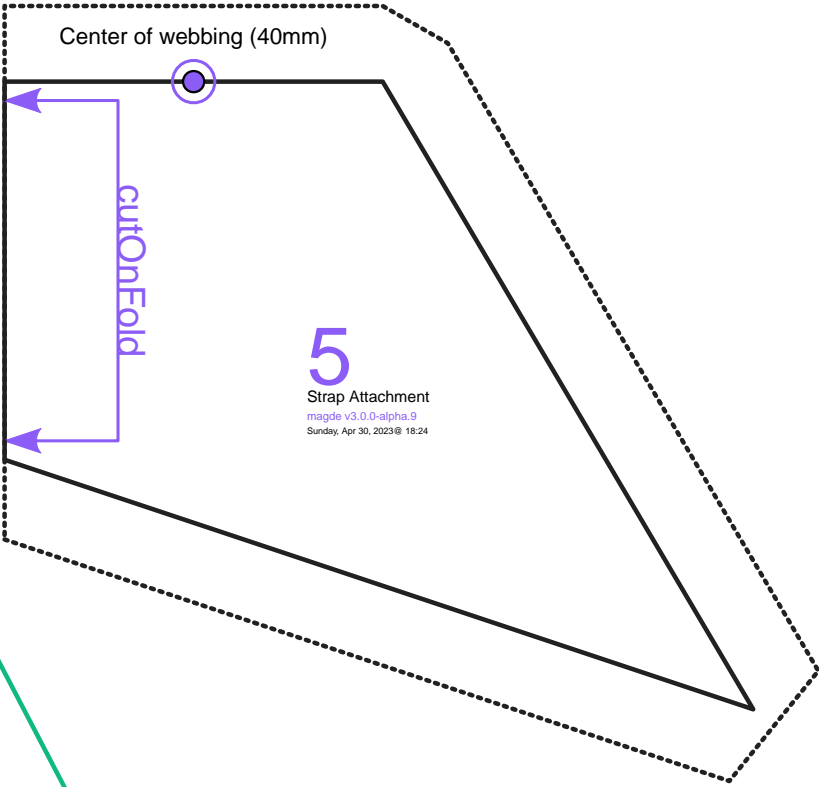 Center of webbing (40mm)
cutOnFold
5
Strap Attachment
magde v3.0.0-alpha.9
Sunday, Apr 30, 2023@ 18:24